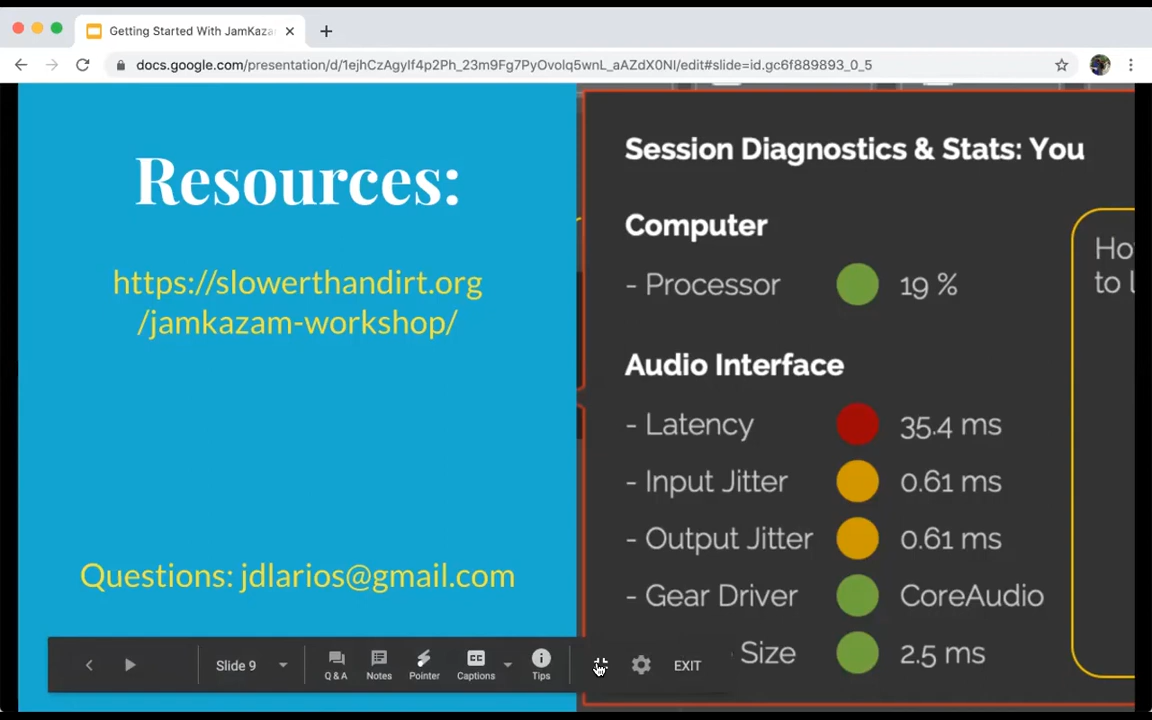 Getting Started With JamKaza
docs.google.com/presentation/d/1ejhCzAgyIf4p2Ph_23m9Fg7PyOvoIq5wnL_aAZdX0NI/edit#slide=id.gc6f889893_0_5
Resources:
https://slowerthandirt.org
/jamkazam-workshop/
Questions: jdlarios@gmail.com
Session Diagnostics & Stats: You
Computer
- Processor 19 %
Audio Interface
- Latency 35.4 ms
- Input Jitter 0.61 ms
- Output Jitter 0.61 ms
- Gear Driver CoreAudio
Size 2.5 ms
Ho
to l
Slide 9
Q & A
Notes
Pointer
CC
Captions
Tips
EXIT